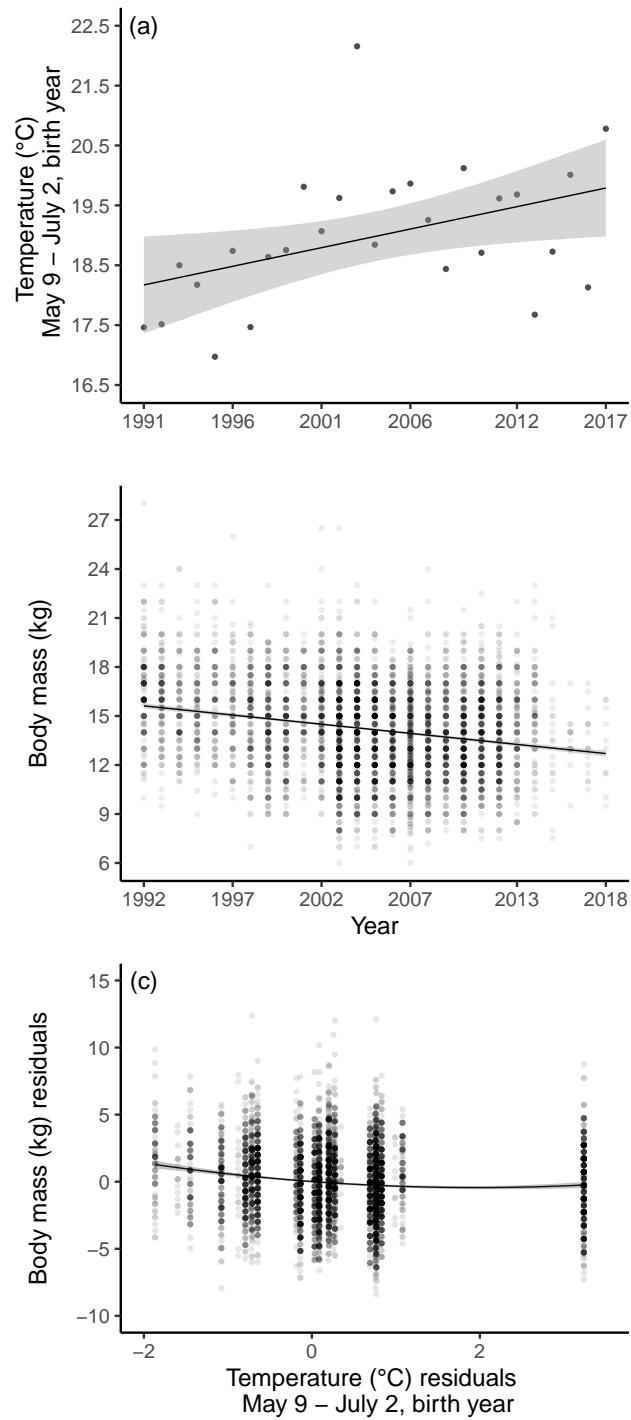 (a)
22.5
21.5
20.5
19.5
18.5
17.5
16.5
Temperature (°C)
May 9 − July 2, birth year
1991 1996 2001 2006 2012 2017
27
24
21
18
15
12
9
6
Body mass (kg)
1992 1997 2002 2007 2013 2018
Year
(c)
15
10
5
0
−5
−10
Body mass (kg) residuals
−2 0 2
Temperature (°C) residuals
May 9 − July 2, birth year